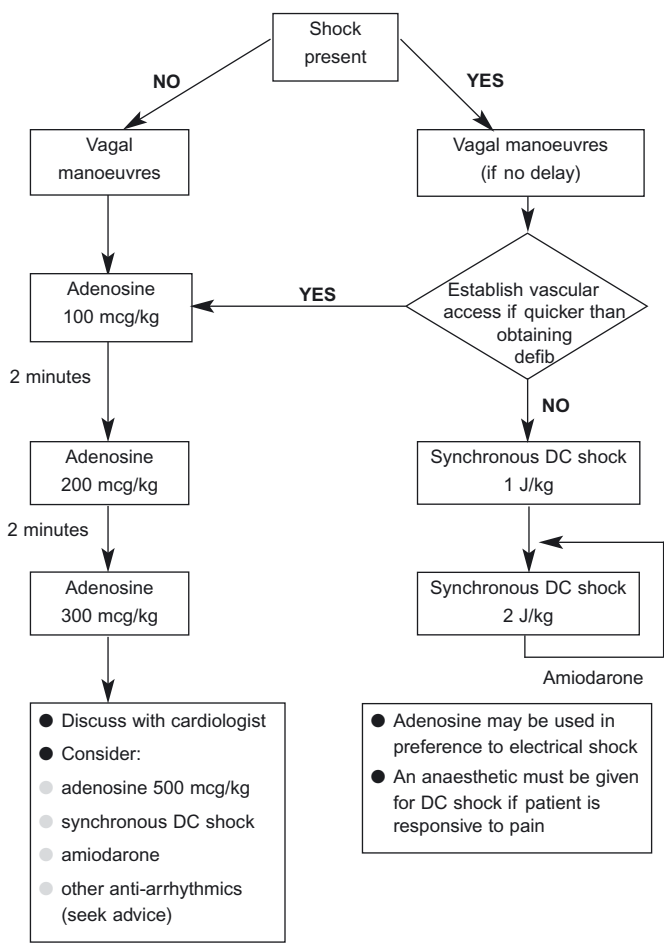 Shock
present
NO
YES
Vagal
manoeuvres
Vagal manoeuvres
(if no delay)
Adenosine
100 mcg/kg
YES
Establish vascular
access if quicker than
obtaining
defib
2 minutes
NO
Adenosine
200 mcg/kg
Synchronous DC shock
1 J/kg
2 minutes
Adenosine
300 mcg/kg
Synchronous DC shock
2 J/kg
Amiodarone
● Discuss with cardiologist
● Consider:
● adenosine 500 mcg/kg
● synchronous DC shock
● amiodarone
● other anti-arrhythmics
(seek advice)
● Adenosine may be used in
preference to electrical shock
● An anaesthetic must be given
for DC shock if patient is
responsive to pain